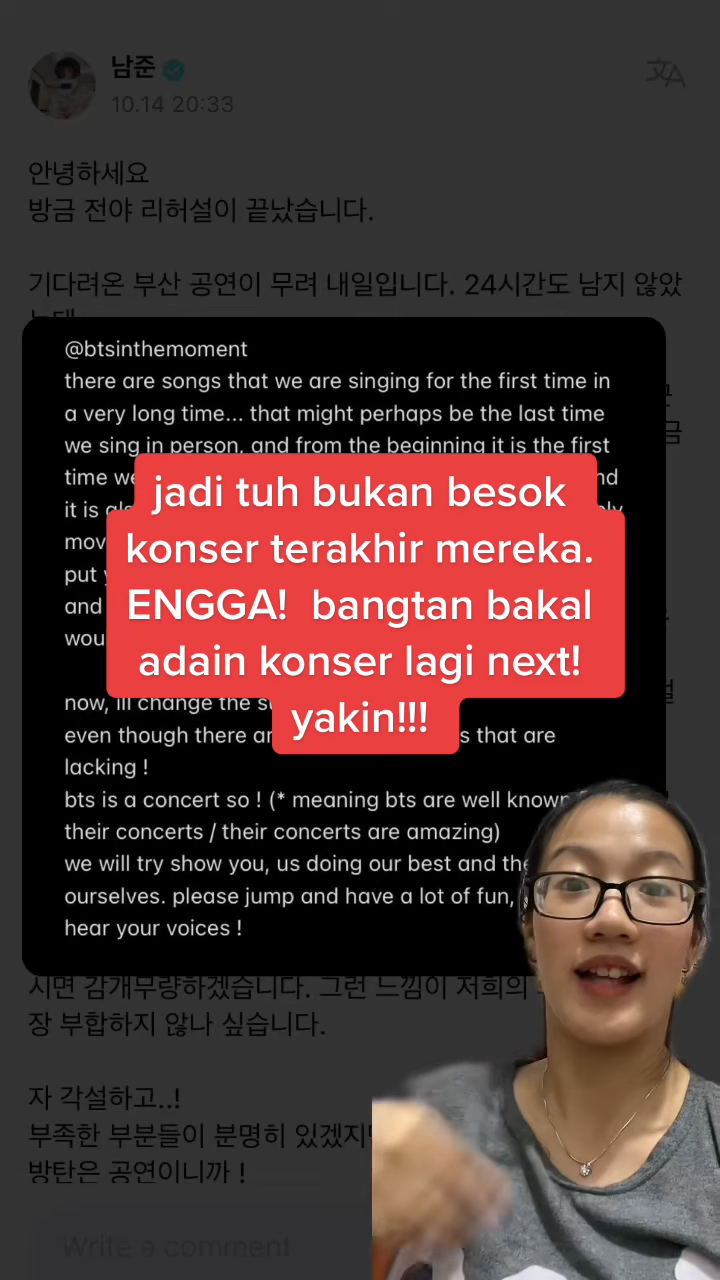 남준
10.14 20:33
안녕하세요
방금 전야 리허설이 끝났습니다.
기다려온 부산 공연이 무려 내일입니다. 24시간도 남지 않았
@btsinthemoment
there are songs that we are singing for the first time in
a very long time... that might perhaps be the last time
we sing in person, and from the beginning it is the first
time we
it is
mov
put
and
wou
jadi tuh bukan besok
konser terakhir mereka.
ENGGA! bangtan bakal
adain konser lagi next!
yakin!!!
now, ill change the
even though there s that are
lacking !
bts is a concert so ! (* meaning bts are well known
their concerts / their concerts are amazing)
we will try show you, us doing our best and the
ourselves. please jump and have a lot of fun,
hear your voices !
시면 감개무량하겠습니다. 그런 느낌이 저희의
장 부합하지 않나 싶습니다.
자 각설하고..!
부족한 부분들이 분명히 있겠지
방탄은 공연이니까 !
Write a comment